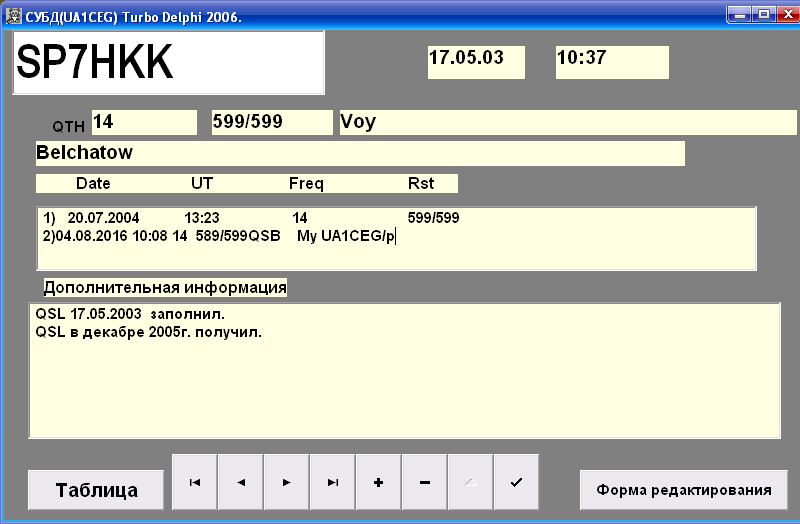 СУБД(UA1CEG) Turbo Delphi 2006.
SP7HKK
17.05.03 10:37
QTH 14 599/599 Voy
Belchatow
Date UT Freq Rst
1) 20.07.2004 13:23 14 599/599
2)04.08.2016 10:08 14 589/599QSB My UA1CEG/p
Дополнительная информация
QSL 17.05.2003 заполнил.
QSL в декабре 2005г. получил.
Таблица
Форма редактирования